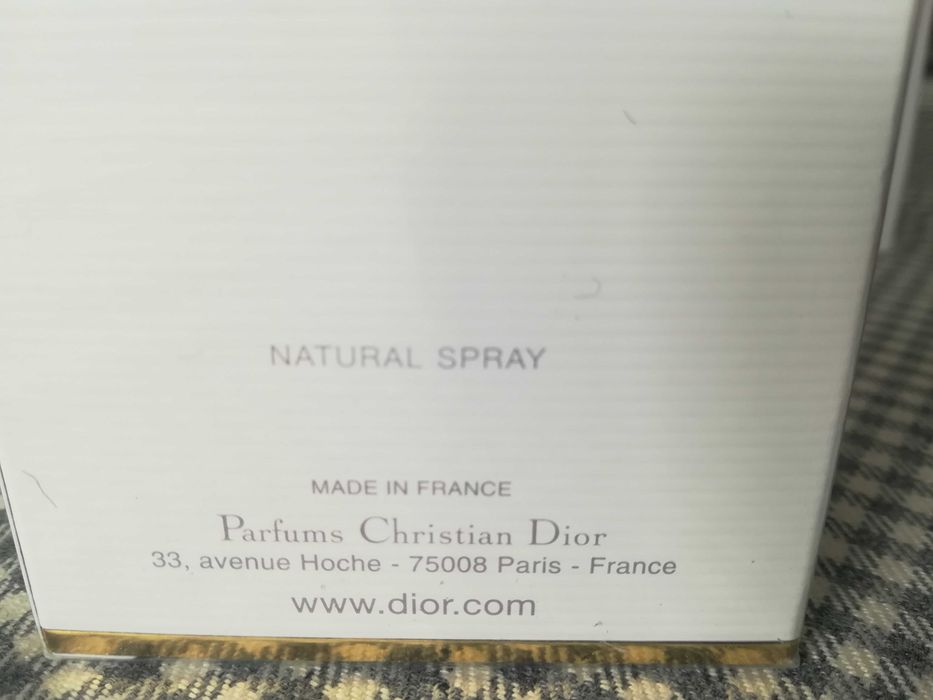 NATURAL SPRAY
MADE IN FRANCE
Parfums Christian Dior
33, avenue Hoche - 75008 Paris - France
www.dior.com